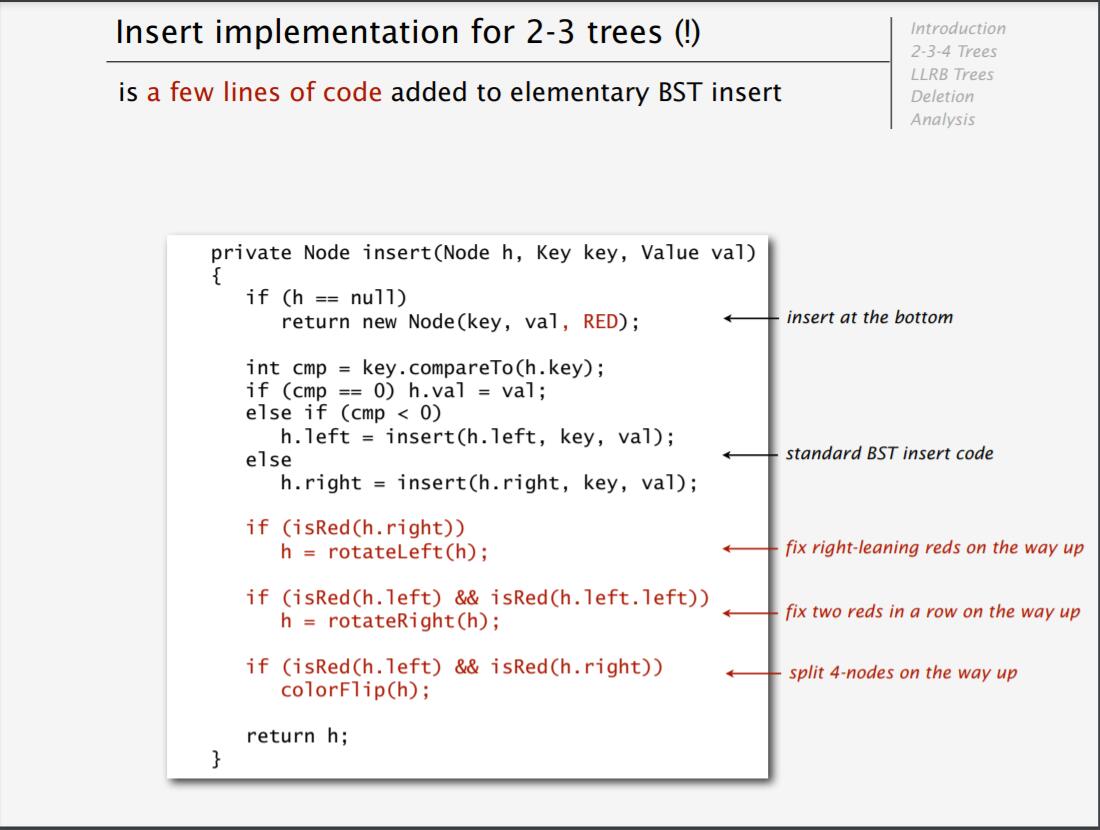 Insert implementation for 2-3 trees (!)
is a few lines of code added to elementary BST insert
Introduction
2-3-4 Trees
LLRB Trees
Deletion
Analysis
private Node insert(Node h, Key key, Value val)
{
if (h == null)
return new Node(key, val, RED);
insert at the bottom
int cmp = key.compareTo(h.key);
if (cmp == 0) h.val = val;
else if (cmp < 0)
h.left = insert(h.left, key, val);
else
h.right = insert(h.right, key, val);
standard BST insert code
if (isRed(h.right))
h = rotateLeft(h);
fix right-leaning reds on the way up
if (isRed(h.left) && isRed(h.left.left))
h = rotateRight(h);
fix two reds in a row on the way up
if (isRed(h.left) && isRed(h.right))
colorFlip(h);
split 4-nodes on the way up
return h;
}